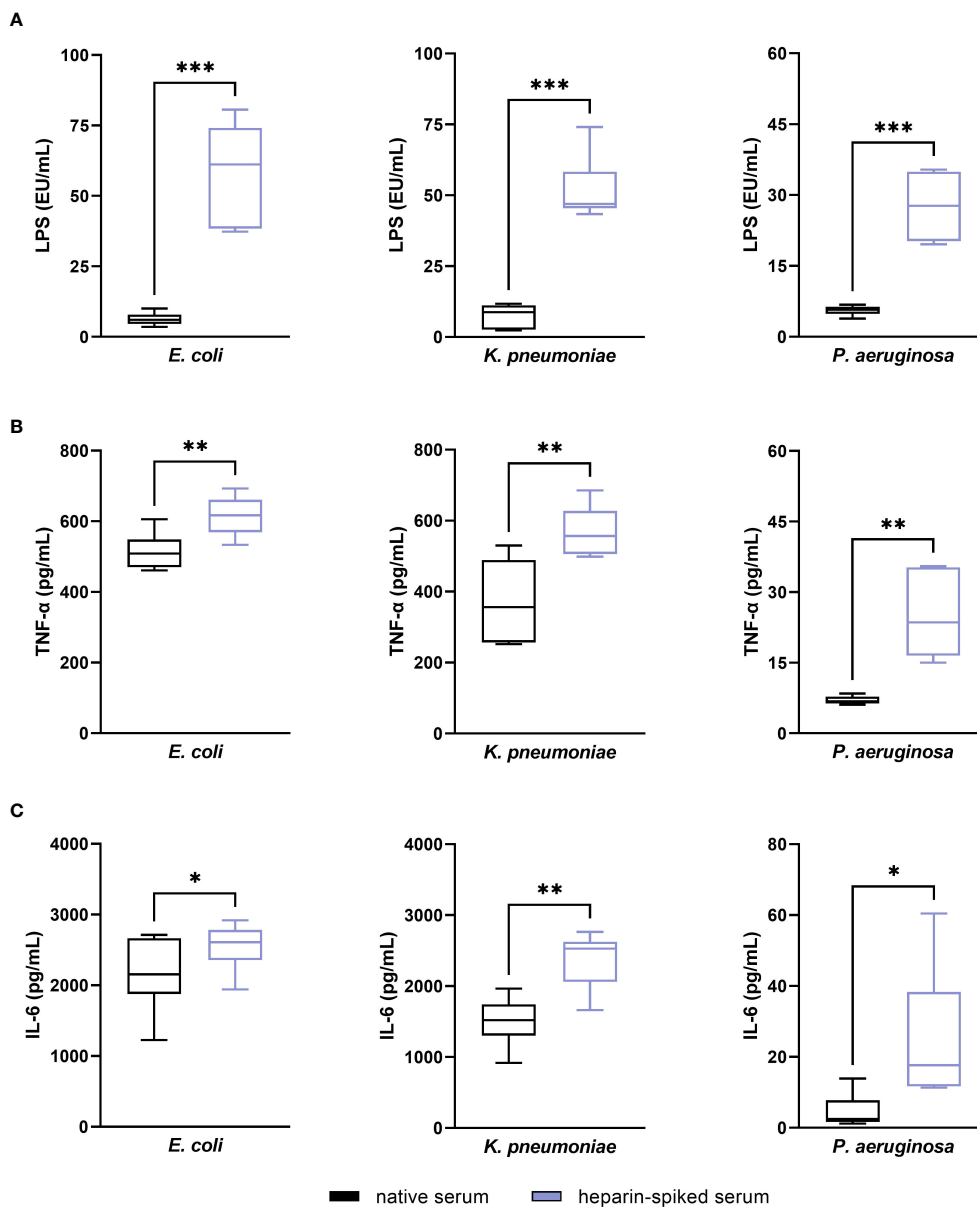 A
LPS (EU/mL)
100
75
50
25
0
***
E. coli
LPS (EU/mL)
100
75
50
25
0
***
K. pneumoniae
LPS (EU/mL)
60
45
30
15
0
***
P. aeruginosa
B
TNF-α (pg/mL)
800
600
400
200
0
**
E. coli
TNF-α (pg/mL)
800
600
400
200
0
**
K. pneumoniae
TNF-α (pg/mL)
60
45
30
15
0
**
P. aeruginosa
C
IL-6 (pg/mL)
4000
3000
2000
1000
0
*
E. coli
IL-6 (pg/mL)
4000
3000
2000
1000
0
**
K. pneumoniae
IL-6 (pg/mL)
80
60
40
20
0
*
P. aeruginosa
native serum heparin-spiked serum